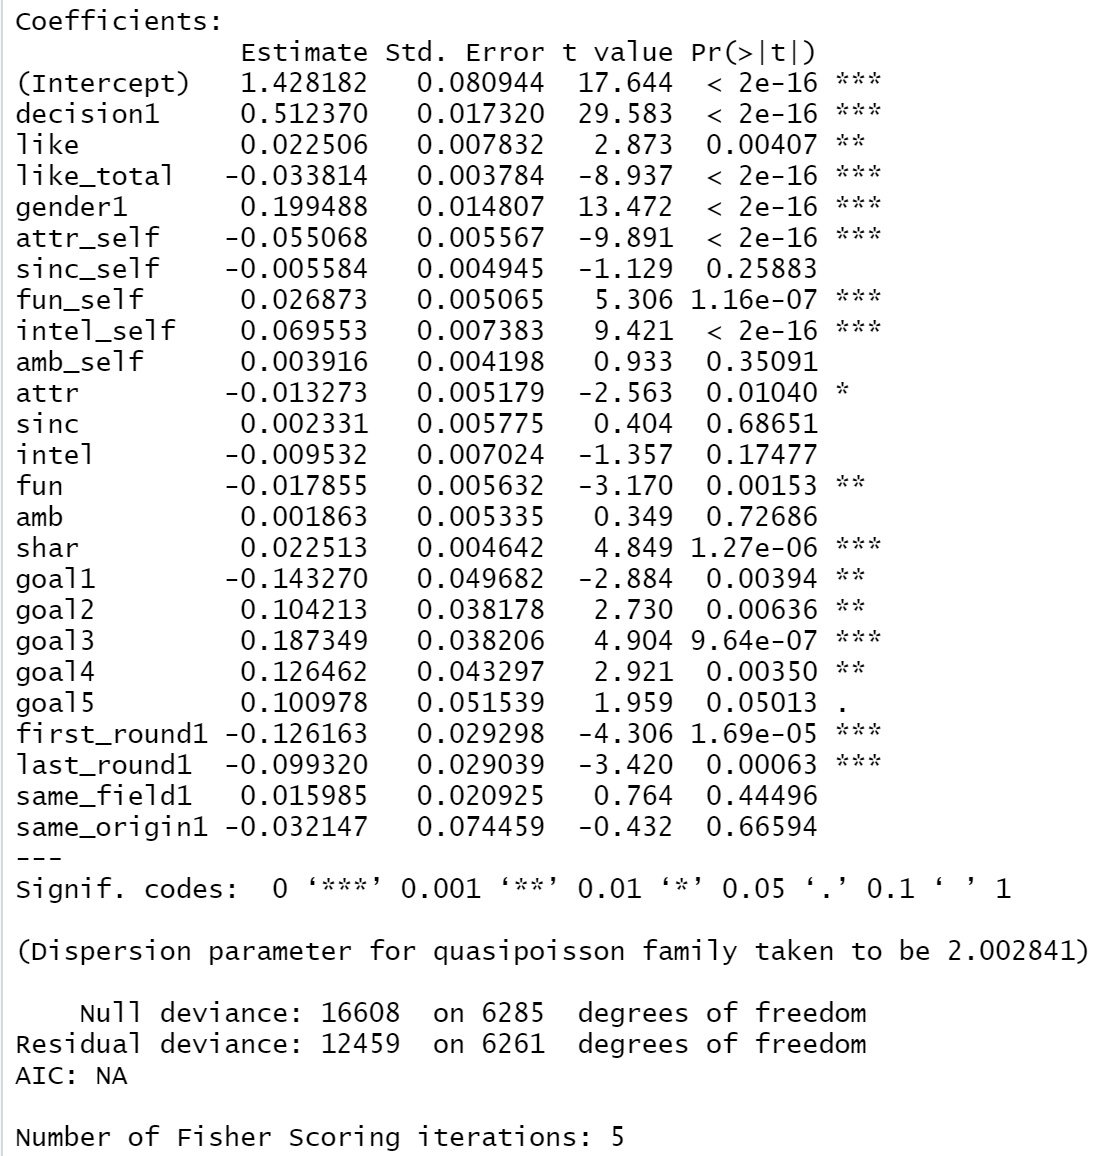 Coefficients:
              Estimate Std. Error t value Pr(>|t|)
(Intercept)   1.428182   0.080944  17.644  < 2e-16 ***
decision1     0.512370   0.017320  29.583  < 2e-16 ***
like          0.022506   0.007832   2.873  0.00407 **
like_total   -0.033814   0.003784  -8.937  < 2e-16 ***
gender1       0.199488   0.014807  13.472  < 2e-16 ***
attr_self    -0.055068   0.005567  -9.891  < 2e-16 ***
sinc_self    -0.005584   0.004945  -1.129  0.25883
fun_self      0.026873   0.005065   5.306 1.16e-07 ***
intel_self    0.069553   0.007383   9.421  < 2e-16 ***
amb_self      0.003916   0.004198   0.933  0.35091
attr         -0.013273   0.005179  -2.563  0.01040 *
sinc          0.002331   0.005775   0.404  0.68651
intel        -0.009532   0.007024  -1.357  0.17477
fun          -0.017855   0.005632  -3.170  0.00153 **
amb           0.001863   0.005335   0.349  0.72686
shar          0.022513   0.004642   4.849 1.27e-06 ***
goal1        -0.143270   0.049682  -2.884  0.00394 **
goal2         0.104213   0.038178   2.730  0.00636 **
goal3         0.187349   0.038206   4.904 9.64e-07 ***
goal4         0.126462   0.043297   2.921  0.00350 **
goal5         0.100978   0.051539   1.959  0.05013 .
first_round1 -0.126163   0.029298  -4.306 1.69e-05 ***
last_round1  -0.099320   0.029039  -3.420  0.00063 ***
same_field1   0.015985   0.020925   0.764  0.44496
same_origin1 -0.032147   0.074459  -0.432  0.66594
---
Signif. codes:  0 ‘***’ 0.001 ‘**’ 0.01 ‘*’ 0.05 ‘.’ 0.1 ‘ ’ 1
(Dispersion parameter for quasipoisson family taken to be 2.002841)
    Null deviance: 16608  on 6285  degrees of freedom
Residual deviance: 12459  on 6261  degrees of freedom
AIC: NA
Number of Fisher Scoring iterations: 5